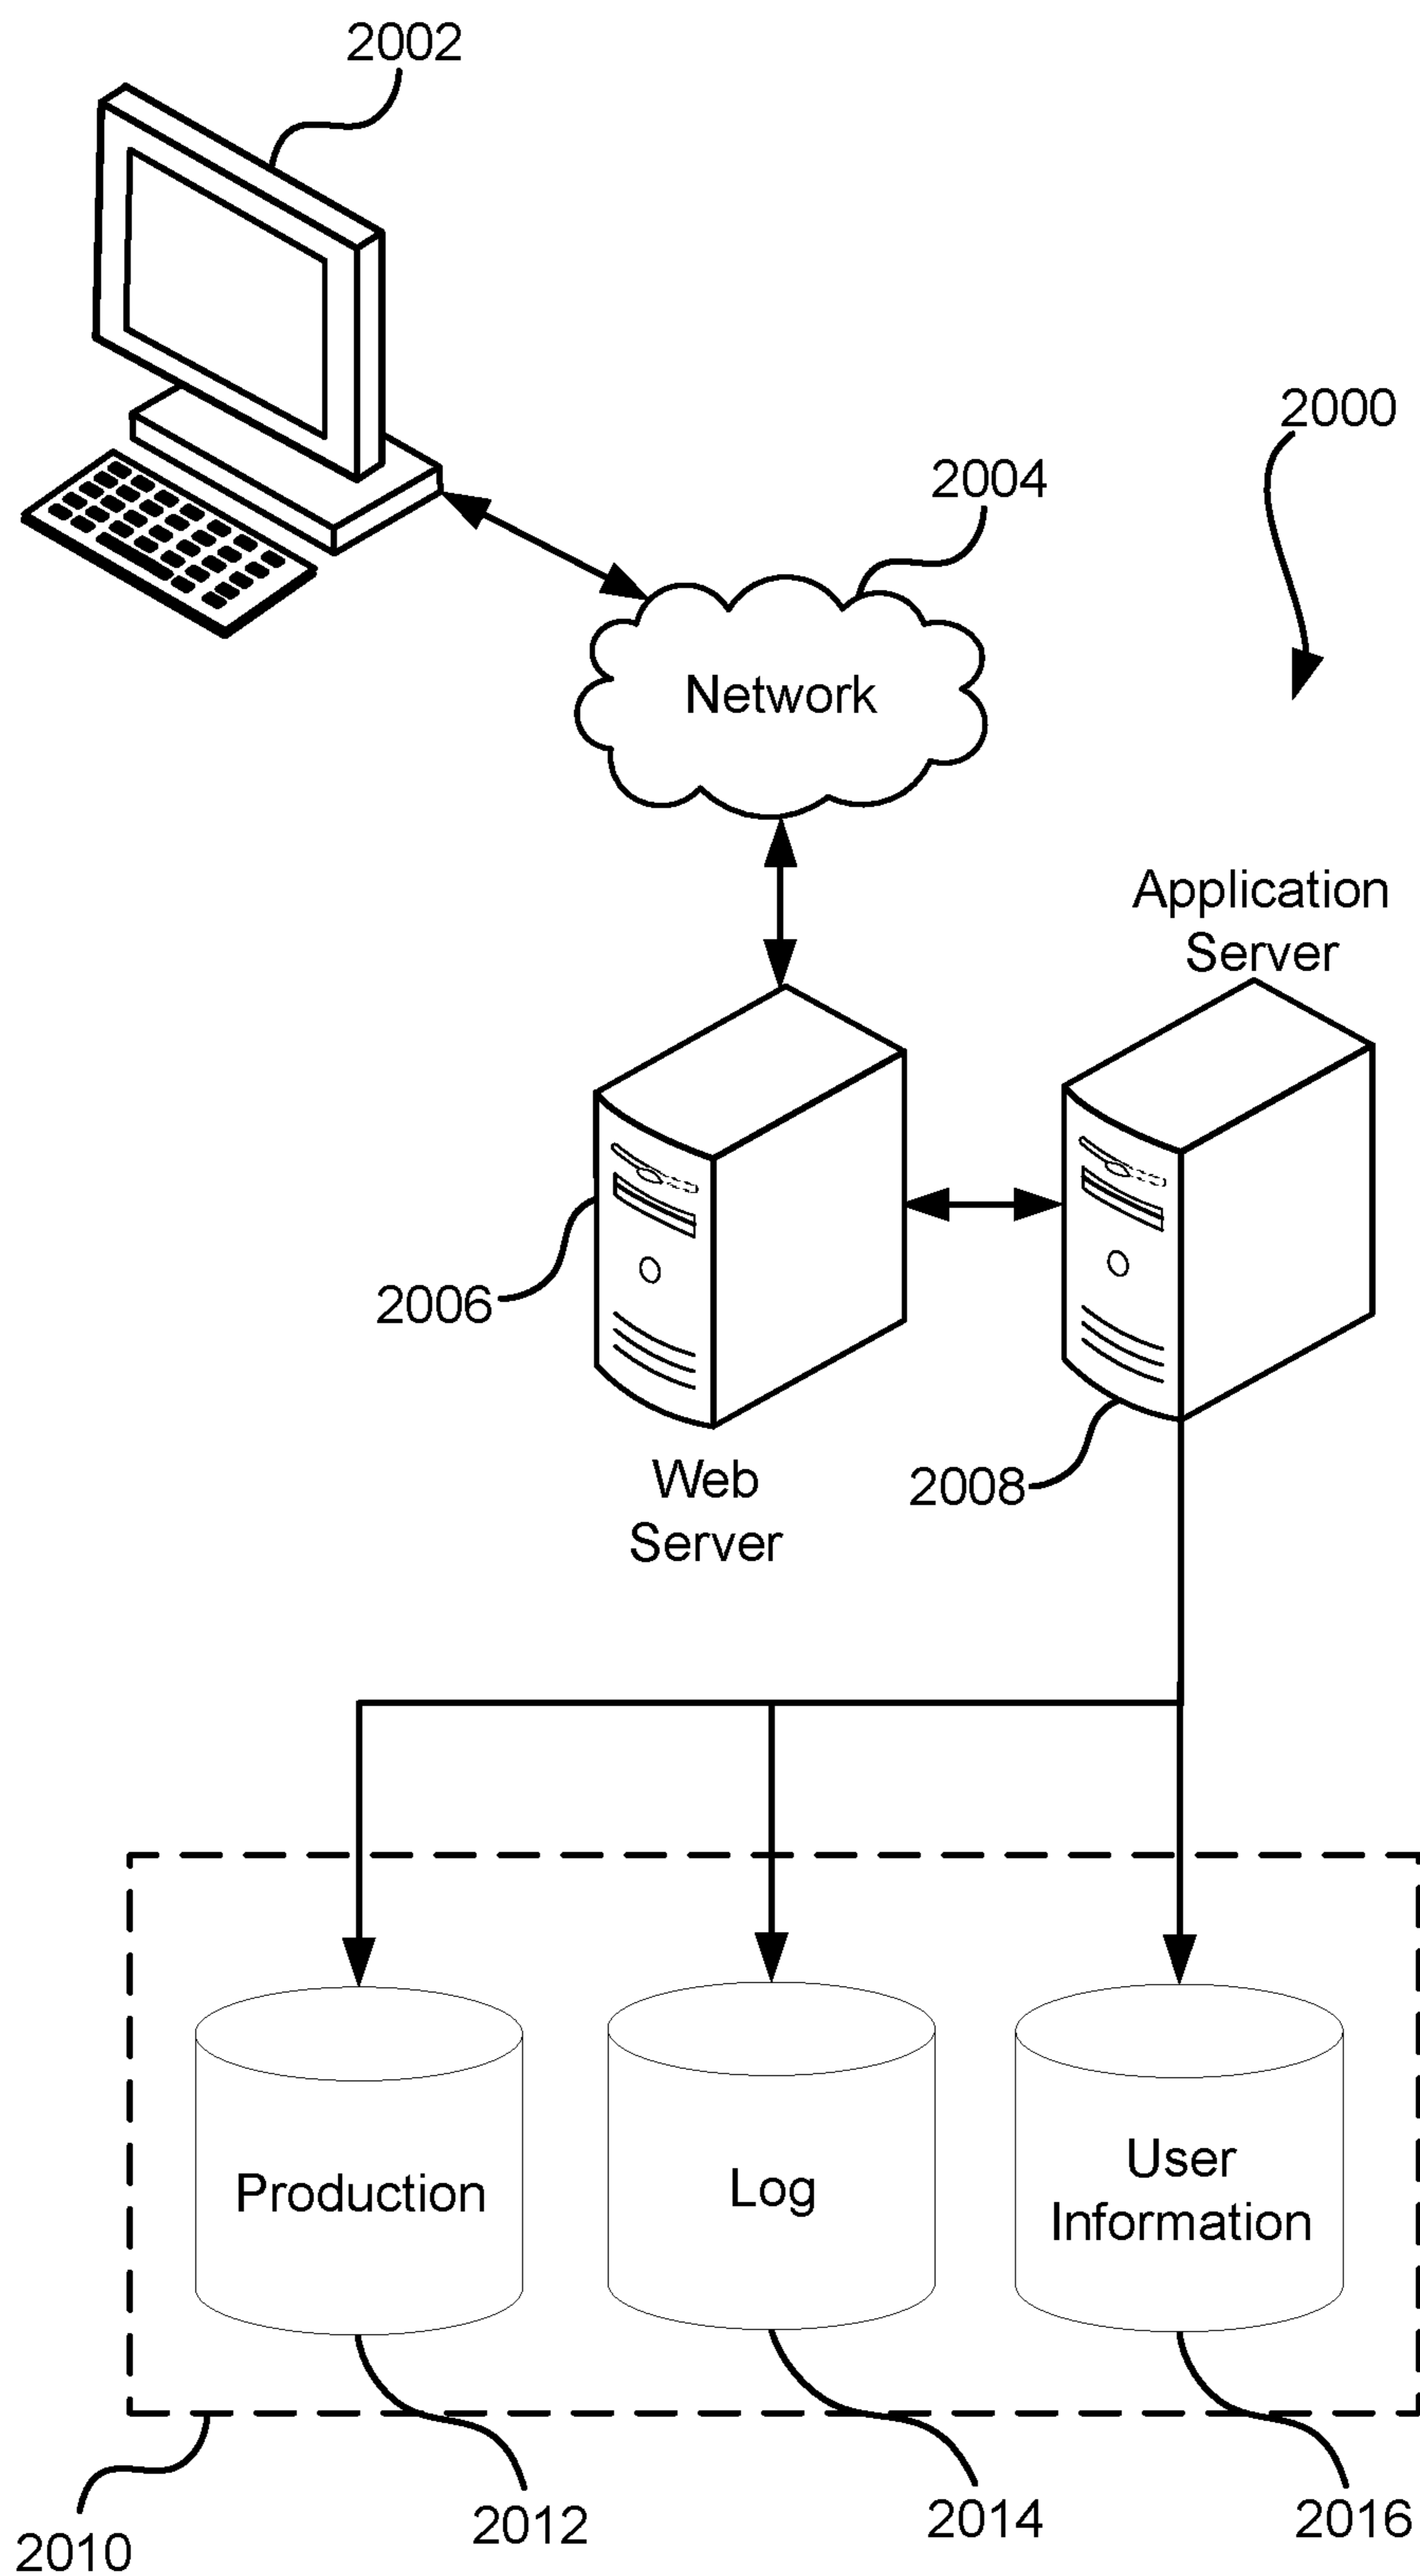 2002
2000
2004
Network
Application
Server
2006
2008
Web
Server
Production
Log
User
Information
2010
2012
2014
2016